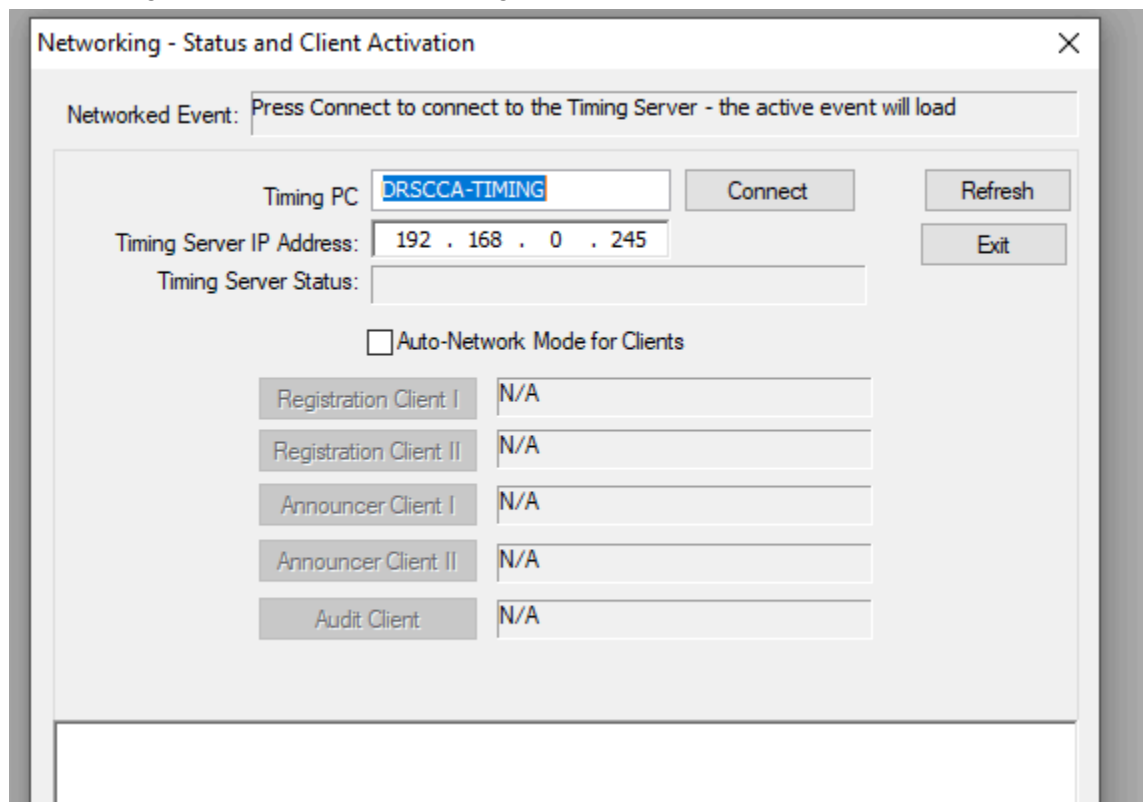 Networking - Status and Client Activation
Networked Event: Press Connect to connect to the Timing Server - the active event will load
Timing PC DRSCCA-TIMING Connect Refresh
Timing Server IP Address: 192 . 168 . 0 . 245 Exit
Timing Server Status:
Auto-Network Mode for Clients
Registration Client I N/A
Registration Client II N/A
Announcer Client I N/A
Announcer Client II N/A
Audit Client N/A